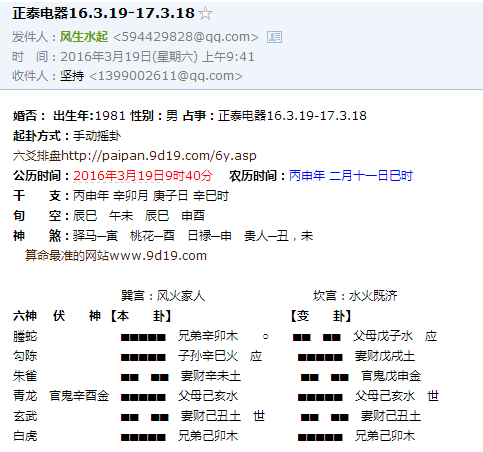 正泰电器16.3.19-17.3.18☆
发件人：风生水起 <594429828@qq.com>
时　间：2016年3月19日(星期六) 上午9:41
收件人：坚持 <1399002611@qq.com>
婚否： 出生年:1981 性别：男 占事：正泰电器16.3.19-17.3.18
起卦方式：手动摇卦
六爻排盘http://paipan.9d19.com/6y.asp
公历时间：2016年3月19日9时40分　农历时间：丙申年 二月十一日巳时
干　　支：丙申年 辛卯月 庚子日 辛巳时
旬　　空：辰巳　午未　辰巳　申酉
神　　煞：驿马─寅　桃花─酉　日禄─申　贵人─丑，未
算命最准的网站www.9d19.com
巽宫：风火家人　坎宫：水火既济
六神　伏　　神 【本　　卦】 【变　　卦】
螣蛇　兄弟辛卯木　○　父母戊子水　应
勾陈　子孙辛巳火　应　妻财戊戌土
朱雀　妻财辛未土　官鬼戊申金
青龙　官鬼辛酉金　父母己亥水　父母己亥水　世
玄武　妻财己丑土　世　妻财己丑土
白虎　兄弟己卯木　兄弟己卯木